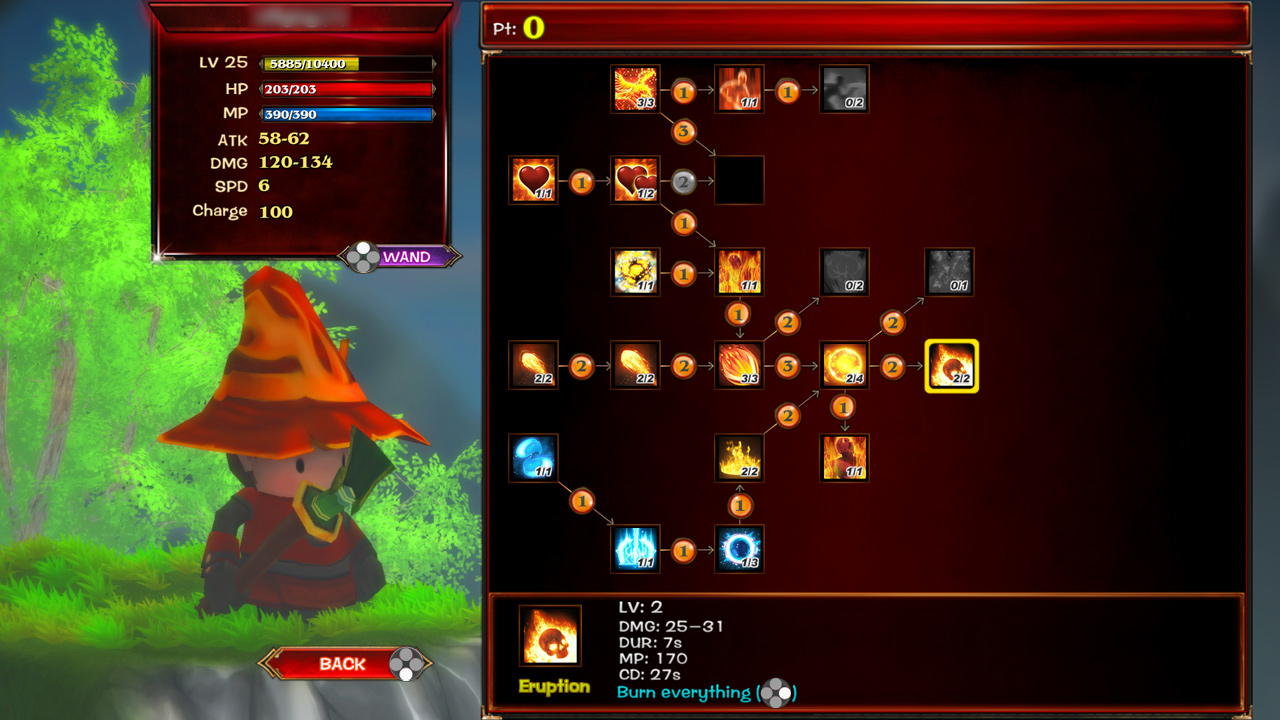 LV 25 5885/10400
HP 203/203
MP 390/390
ATK 58-62
DMG 120-134
SPD 6
Charge 100
WAND
BACK
Pt: 0
3/3 1 1/1 1 0/2
3
1/1 1 1/2 2
1
1/1 1 1/1 0/2 0/1
1 2 2
2/2 2 2/2 2 3/3 3 2/4 2 2/2
2 1
1/1 2/2 1/1
1 1
1/1 1 1/3
LV: 2
DMG: 25–31
DUR: 7s
MP: 170
CD: 27s
Eruption
Burn everything ( )